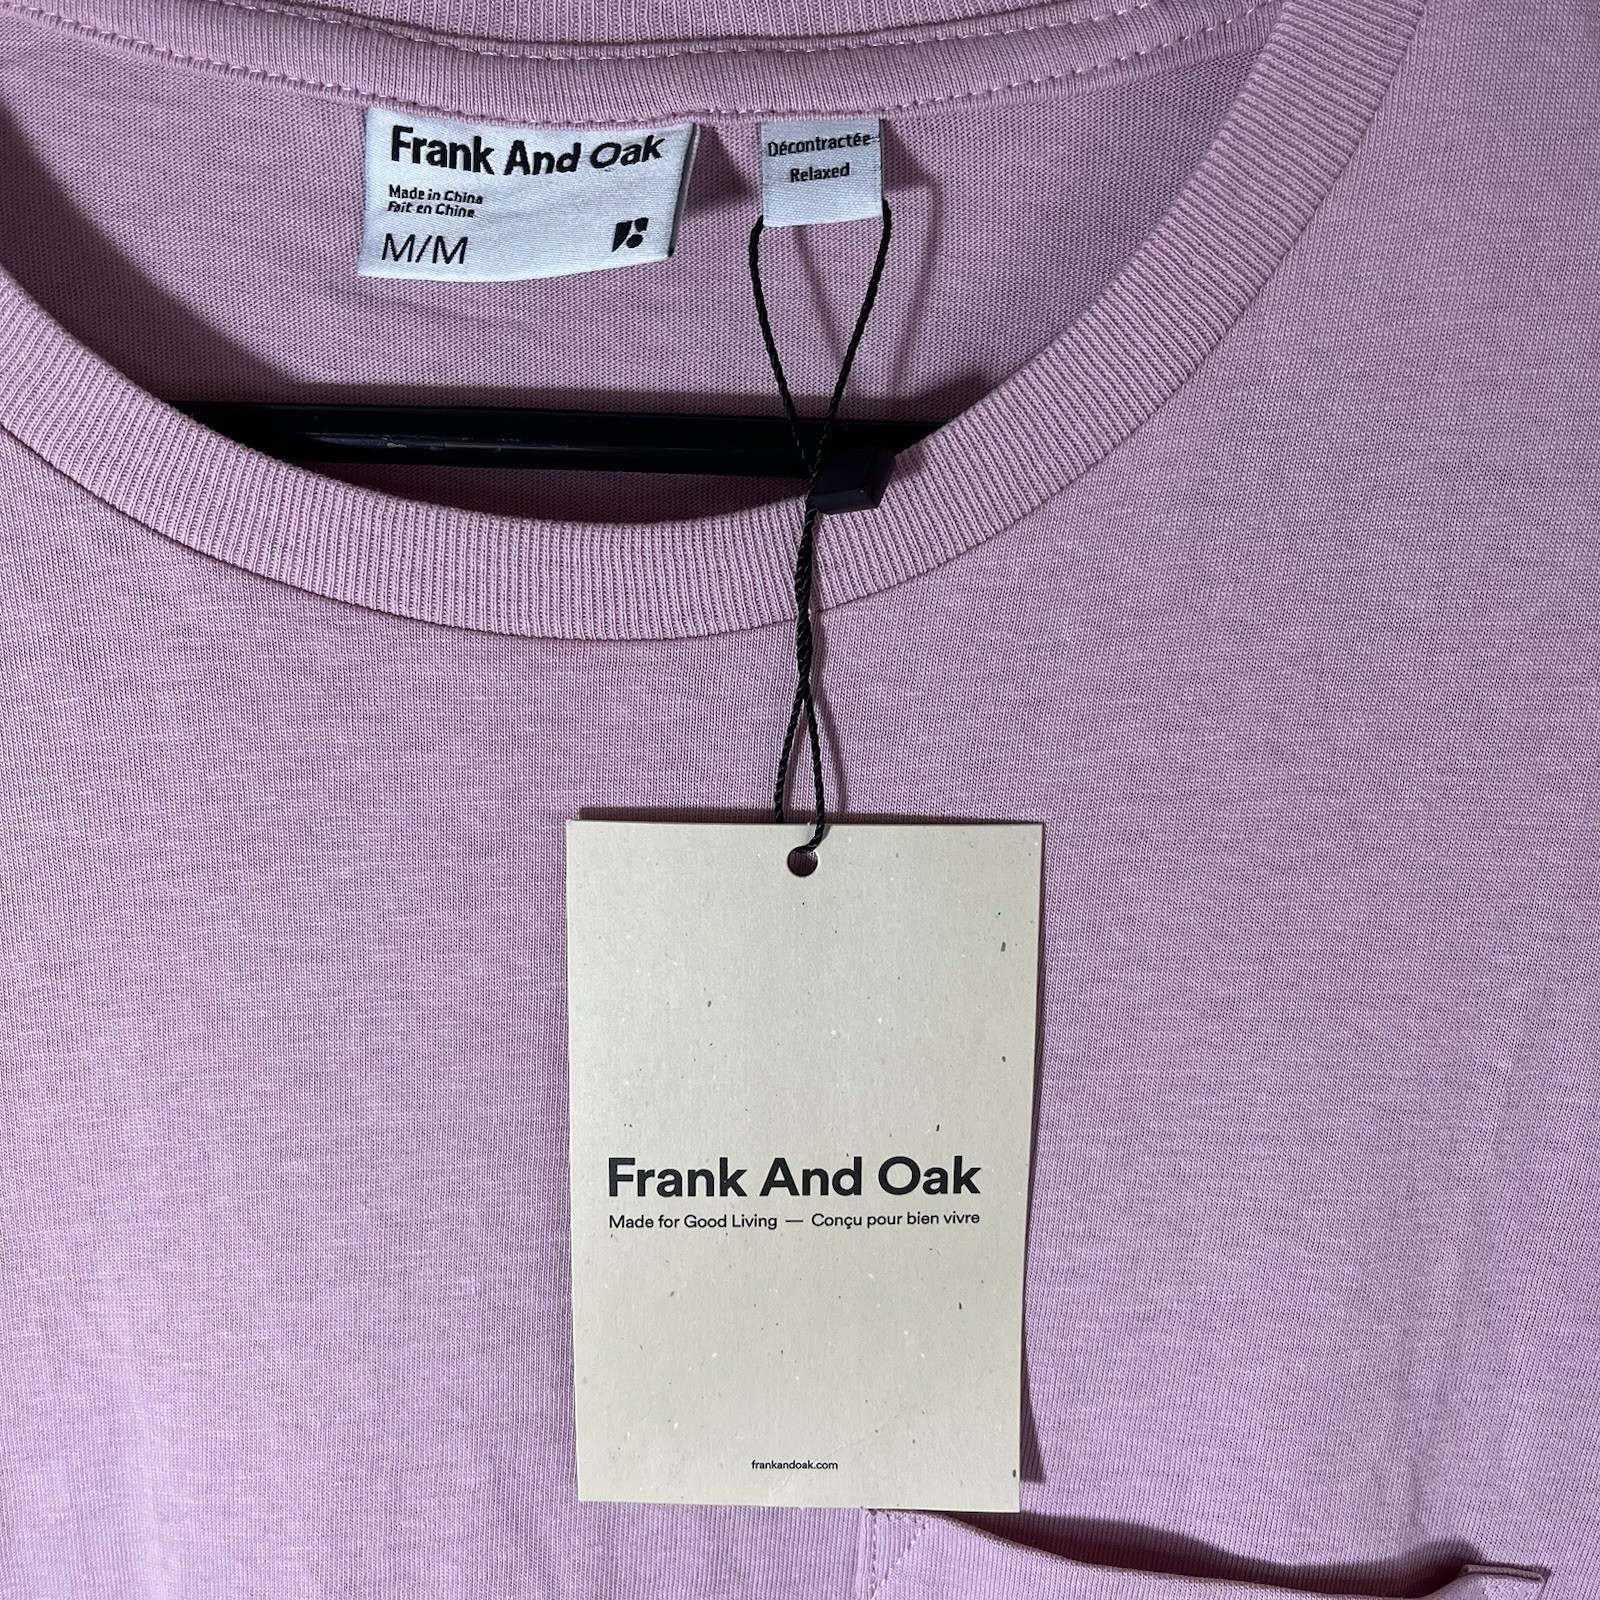 Frank And Oak
Made in China
Fait en Chine
M/M
Décontractée
Relaxed
Frank And Oak
Made for Good Living — Conçu pour bien vivre
frankandoak.com